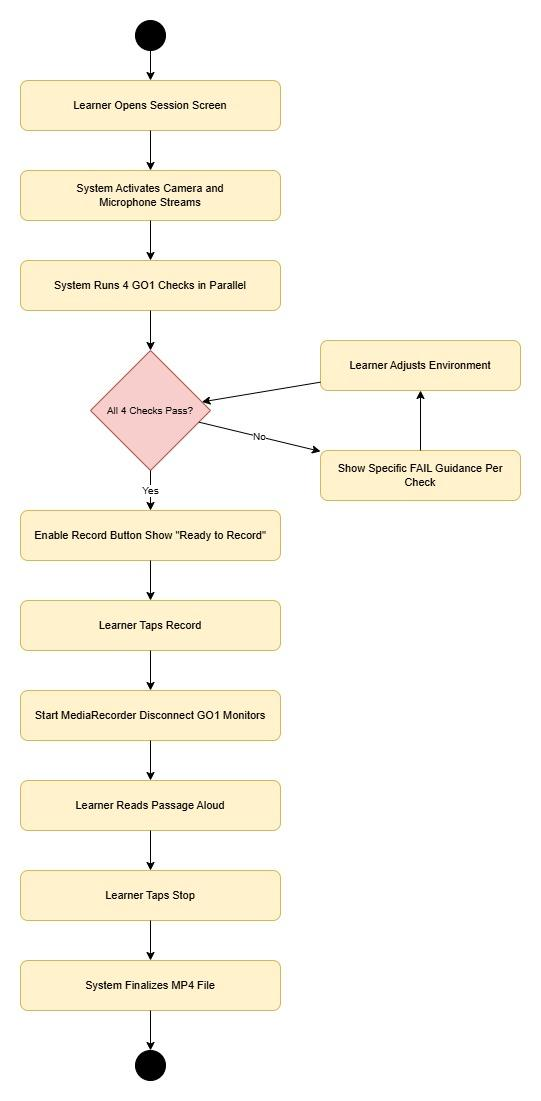 Learner Opens Session Screen
System Activates Camera and
Microphone Streams
System Runs 4 GO1 Checks in Parallel
Learner Adjusts Environment
All 4 Checks Pass?
No
Show Specific FAIL Guidance Per
Check
Yes
Enable Record Button Show "Ready to Record"
Learner Taps Record
Start MediaRecorder Disconnect GO1 Monitors
Learner Reads Passage Aloud
Learner Taps Stop
System Finalizes MP4 File